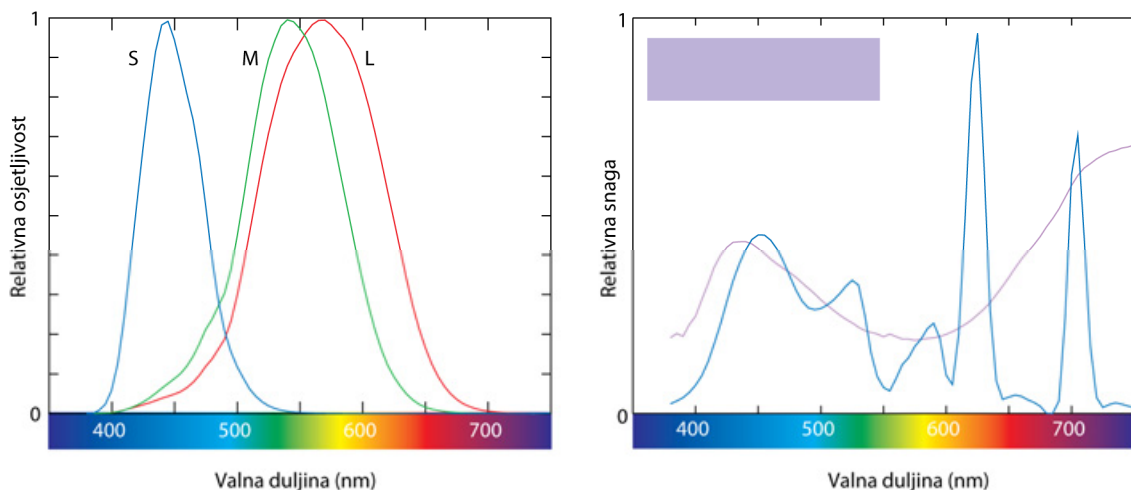 1
S
M
L
Relativna osjetljivost
0
400 500 600 700
Valna duljina (nm)
1
Relativna snaga
0
400 500 600 700
Valna duljina (nm)